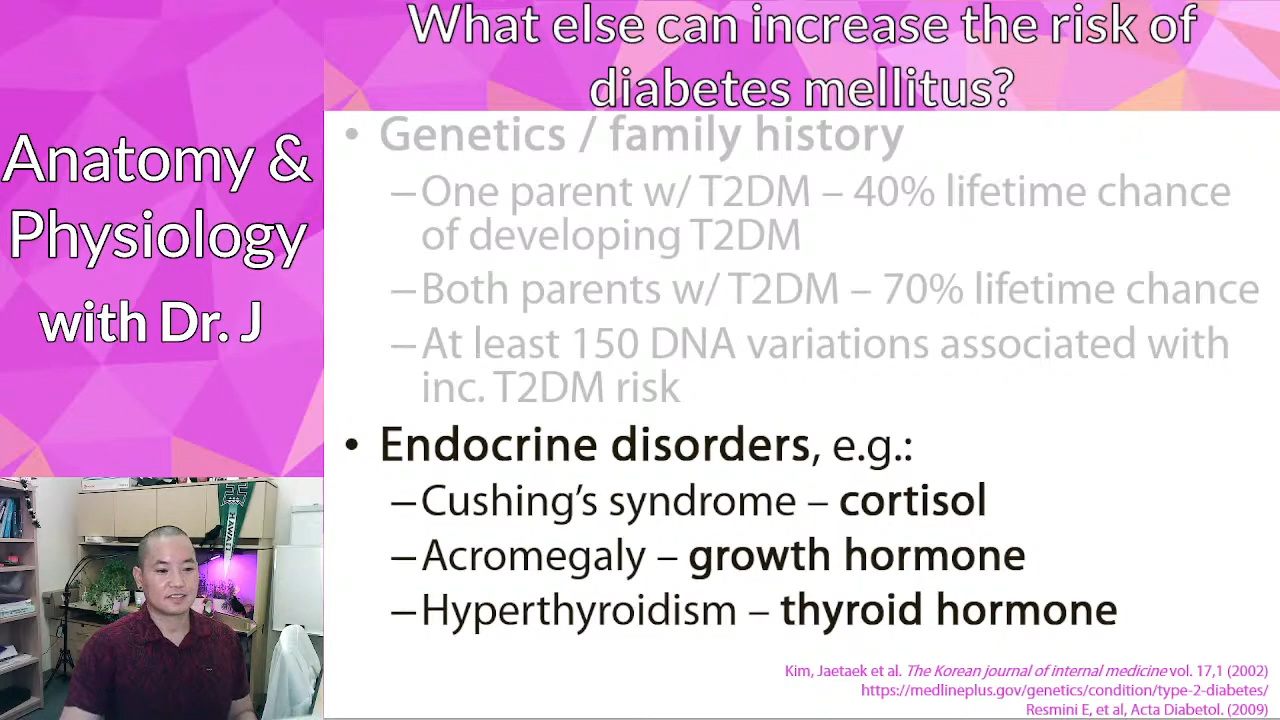 What else can increase the risk of
diabetes mellitus?
Anatomy &
Physiology
with Dr. J
• Genetics / family history
–One parent w/ T2DM – 40% lifetime chance
of developing T2DM
–Both parents w/ T2DM – 70% lifetime chance
–At least 150 DNA variations associated with
inc. T2DM risk
• Endocrine disorders, e.g.:
–Cushing's syndrome – cortisol
–Acromegaly – growth hormone
–Hyperthyroidism – thyroid hormone
Kim, Jaetaek et al. The Korean journal of internal medicine vol. 17,1 (2002)
https://medlineplus.gov/genetics/condition/type-2-diabetes/
Resmini E, et al, Acta Diabetol. (2009)